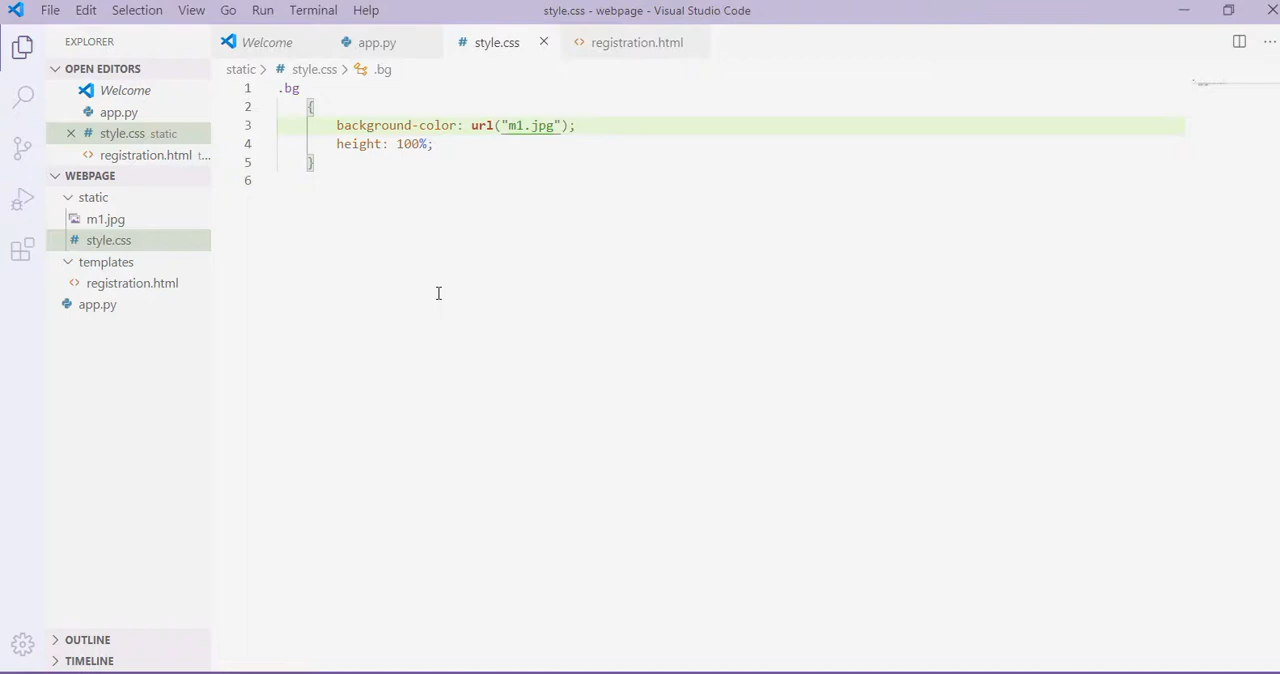 File Edit Selection View Go Run Terminal Help style.css - webpage - Visual Studio Code
EXPLORER
OPEN EDITORS
Welcome
app.py
style.css static
registration.html t...
WEBPAGE
static
m1.jpg
style.css
templates
registration.html
app.py
OUTLINE
TIMELINE
Welcome app.py style.css registration.html
static > style.css > .bg
1 .bg
2 {
3 background-color: url("m1.jpg");
4 height: 100%;
5 }
6